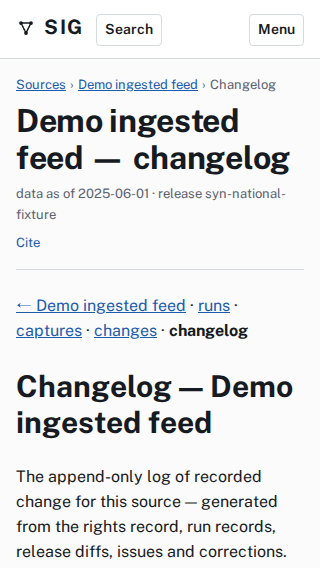 SIG Search Menu
Sources › Demo ingested feed › Changelog
Demo ingested
feed — changelog
data as of 2025-06-01 · release syn-national-
fixture
Cite
← Demo ingested feed · runs ·
captures · changes · changelog
Changelog — Demo
ingested feed
The append-only log of recorded
change for this source — generated
from the rights record, run records,
release diffs, issues and corrections.